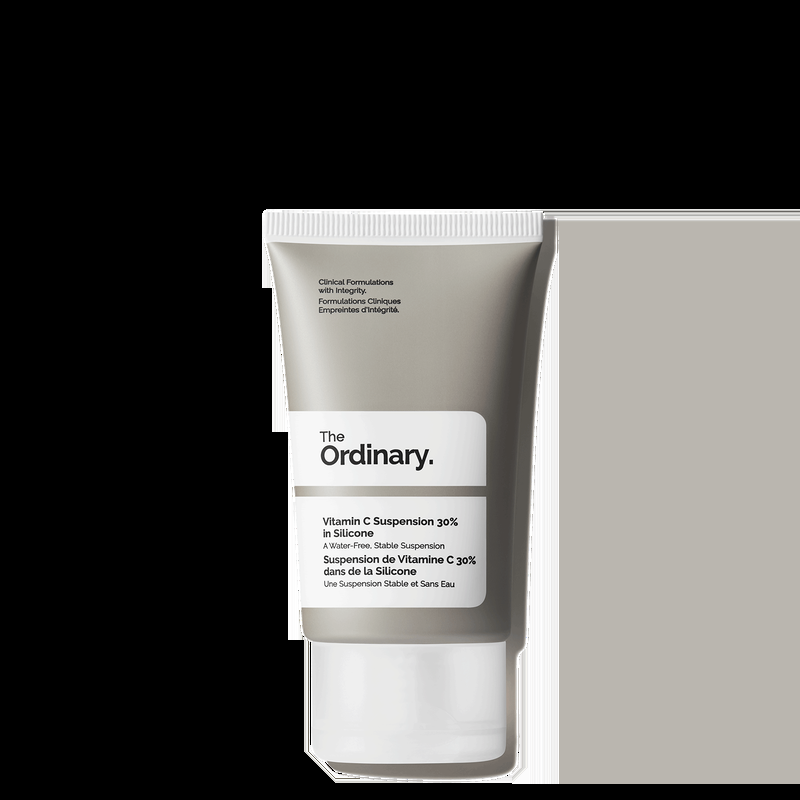 Clinical Formulations
with Integrity.
Formulations Cliniques
Empreintes d'Intégrité.
The
Ordinary.
Vitamin C Suspension 30%
in Silicone
A Water-Free, Stable Suspension
Suspension de Vitamine C 30%
dans de la Silicone
Une Suspension Stable et Sans Eau